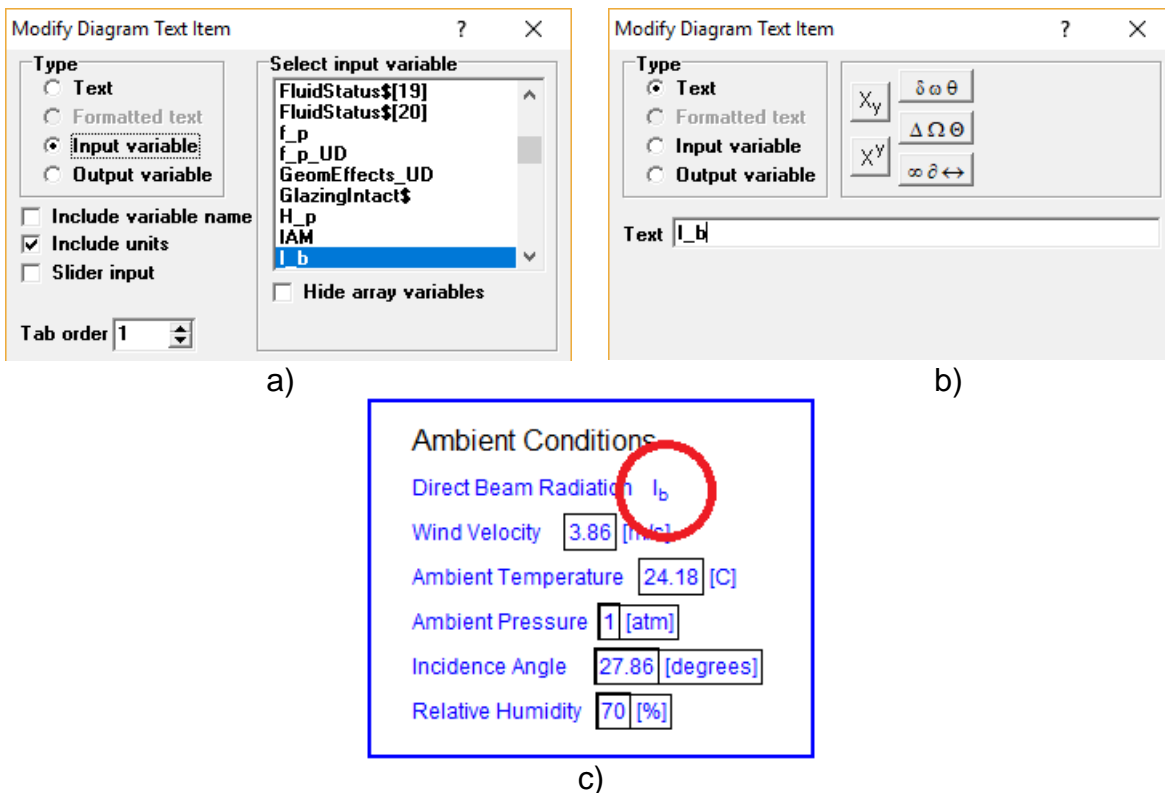 Modify Diagram Text Item ? ×
Type
Text
Formatted text
Input variable
Output variable
Include variable name
Include units
Slider input
Tab order 1
Select input variable
FluidStatus$[19]
FluidStatus$[20]
f_p
f_p_UD
GeomEffects_UD
GlazingIntact$
H_p
IAM
I_b
Hide array variables
a)
Modify Diagram Text Item ? ×
Type
Text
Formatted text
Input variable
Output variable
Xy
Xy
δ ω θ
Δ Ω Θ
∞ ∂ ↔
Text I_b
b)
Ambient Conditions
Direct Beam Radiation Ib
Wind Velocity 3.86 [m/s]
Ambient Temperature 24.18 [C]
Ambient Pressure 1 [atm]
Incidence Angle 27.86 [degrees]
Relative Humidity 70 [%]
c)